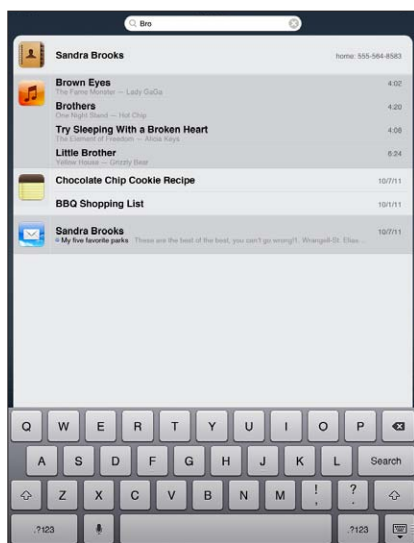 Bro
Sandra Brooks home: 555-564-8583
Brown Eyes 4:02
The Fame Monster — Lady GaGa
Brothers 4:20
One Night Stand — Hot Chip
Try Sleeping With a Broken Heart 4:08
The Element of Freedom — Alicia Keys
Little Brother 6:24
Yellow House — Grizzly Bear
Chocolate Chip Cookie Recipe 10/7/11
BBQ Shopping List 10/1/11
Sandra Brooks 10/7/11
My five favorite parks These are the best of the best, you can't go wrong!1. Wrangell-St. Elias...
Q W E R T Y U I O P
A S D F G H J K L Search
Z X C V B N M ! , ? .
.?123 .?123